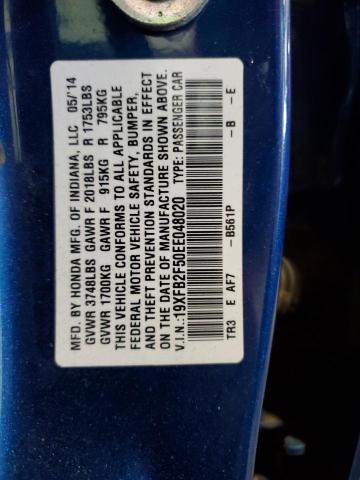 MFD. BY HONDA MFG. OF INDIANA, LLC 05/'14
GVWR 3748LBS GAWR F 2018LBS R 1753LBS
GVWR 1700KG GAWR F 915KG R 795KG
THIS VEHICLE CONFORMS TO ALL APPLICABLE
FEDERAL MOTOR VEHICLE SAFETY, BUMPER,
AND THEFT PREVENTION STANDARDS IN EFFECT
ON THE DATE OF MANUFACTURE SHOWN ABOVE.
V.I.N.:19XFB2F50EE048020 TYPE: PASSENGER CAR
TR3 E AF7 -B561P -B -E